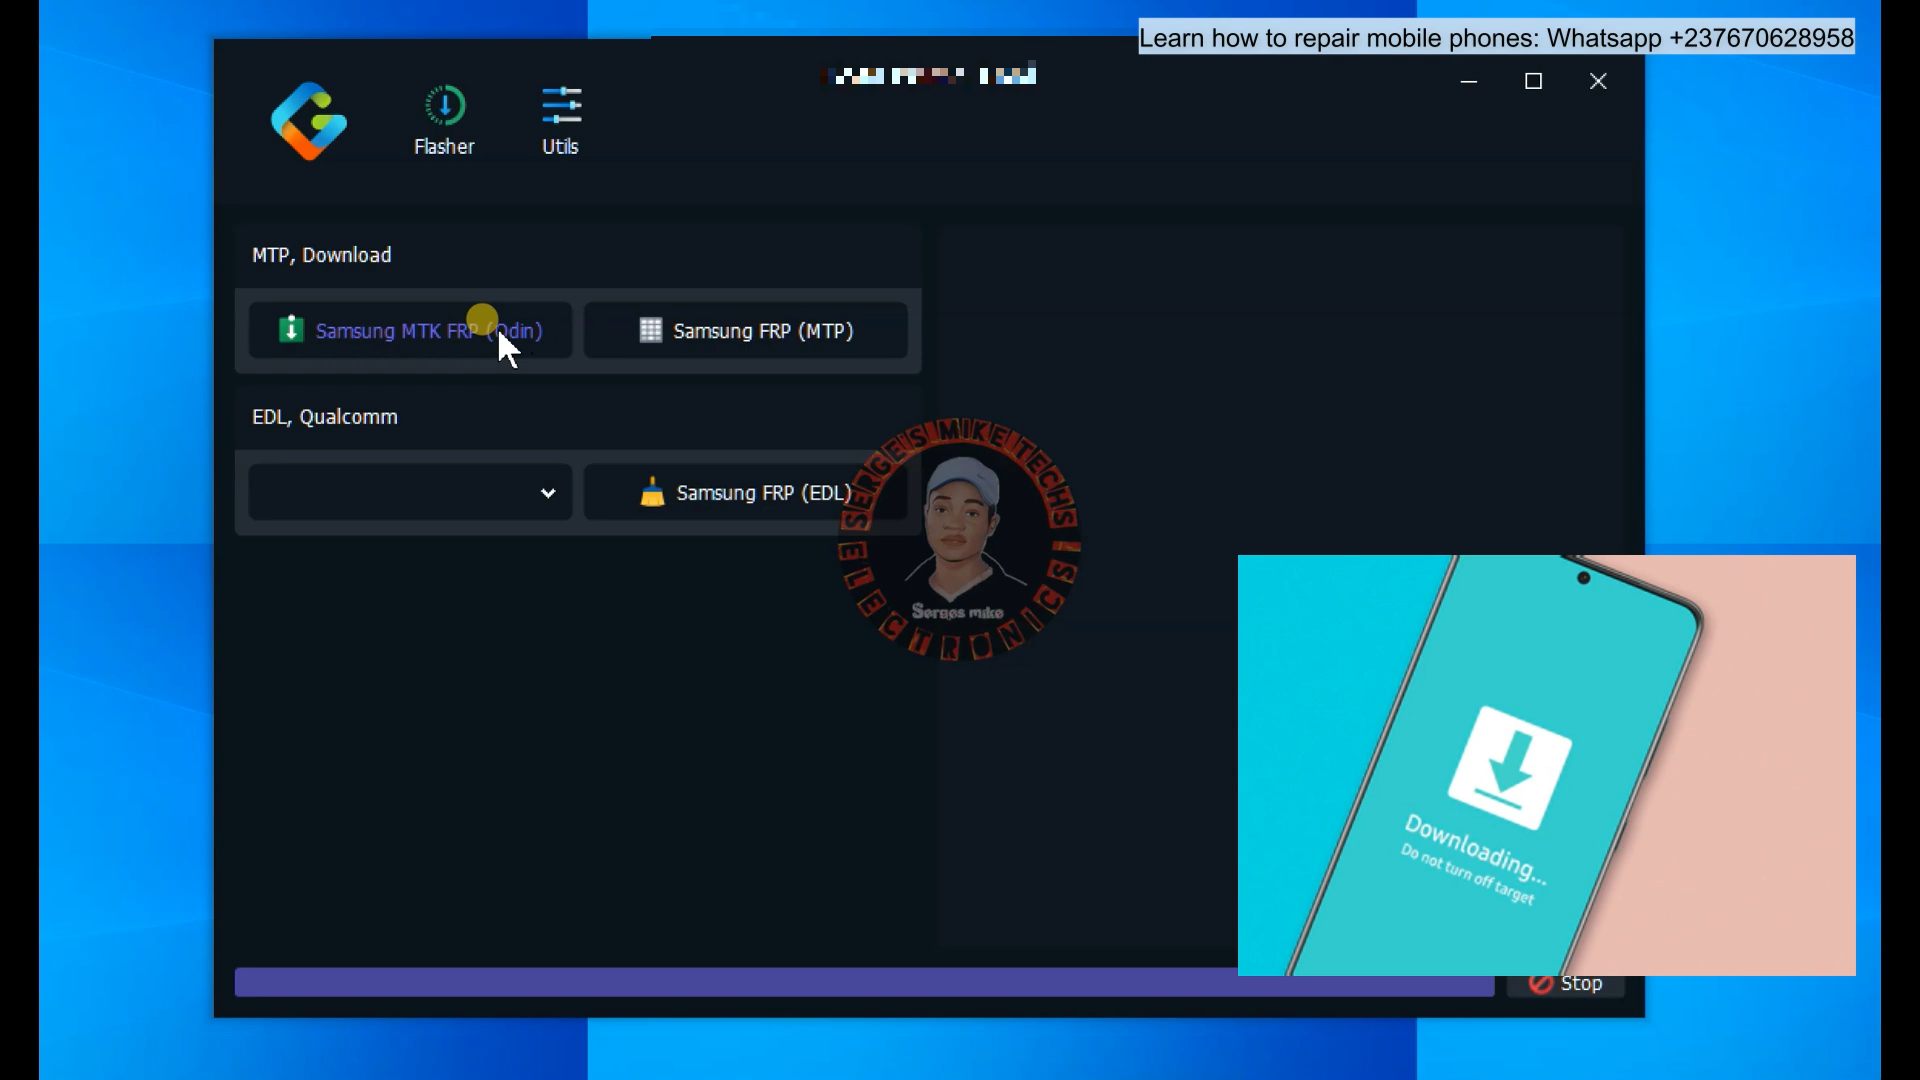 Learn how to repair mobile phones: Whatsapp +237670628958
Flasher
Utils
MTP, Download
Samsung MTK FRP (Odin)
Samsung FRP (MTP)
EDL, Qualcomm
Samsung FRP (EDL)
SERGE'S MIKE TECHS
Serges mike
ELECTRONICS
Downloading...
Do not turn off target
Stop